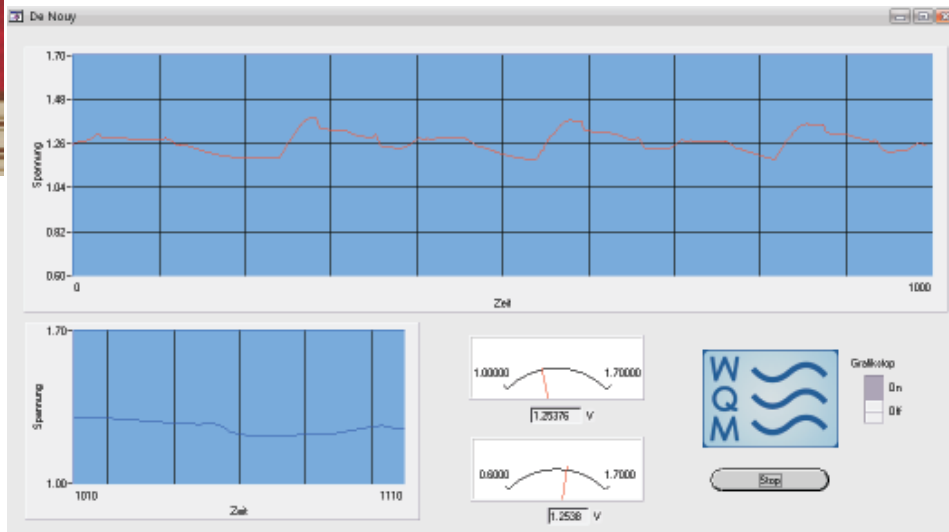 De Nouy
1.70
1.48
1.26
1.04
0.82
0.60
Spannung
0
1000
Zeit
1.70
1.00
Spannung
1010
1110
Zeit
1.00000
1.70000
1.25376 V
0.6000
1.7000
1.2538 V
W
Q
M
Grafikstop
On
Off
Stop